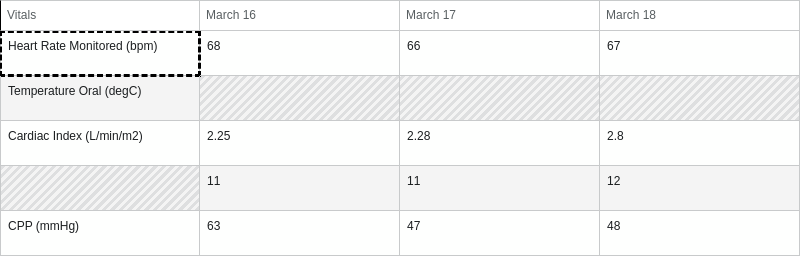 Vitals March 16 March 17 March 18
Heart Rate Monitored (bpm) 68 66 67
Temperature Oral (degC)
Cardiac Index (L/min/m2) 2.25 2.28 2.8
11 11 12
CPP (mmHg) 63 47 48